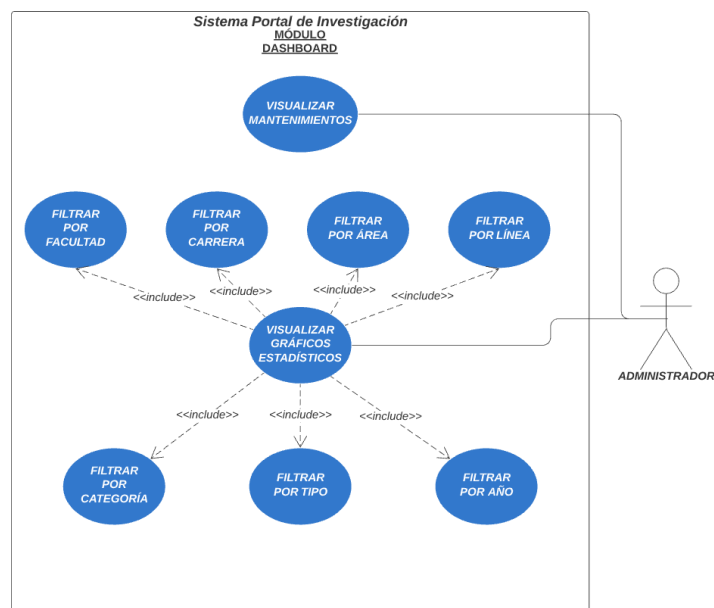 Sistema Portal de Investigación
MÓDULO
DASHBOARD
VISUALIZAR
MANTENIMIENTOS
FILTRAR
POR
FACULTAD
FILTRAR
POR
CARRERA
FILTRAR
POR ÁREA
FILTRAR
POR LÍNEA
<<include>>
<<include>>
<<include>>
<<include>>
VISUALIZAR
GRÁFICOS
ESTADÍSTICOS
ADMINISTRADOR
<<include>>
<<include>>
<<include>>
FILTRAR
POR
CATEGORÍA
FILTRAR
POR TIPO
FILTRAR
POR AÑO